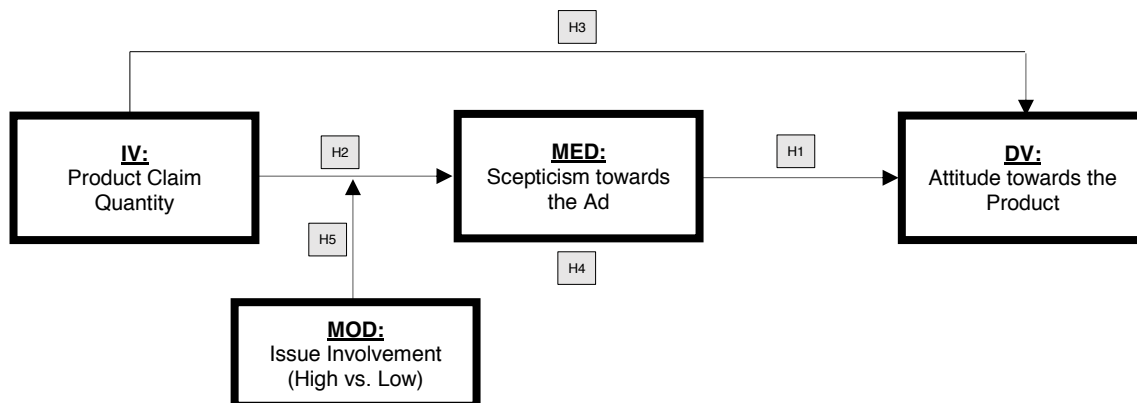 H3
IV:
Product Claim
Quantity
H2
MED:
Scepticism towards
the Ad
H1
DV:
Attitude towards the
Product
H5
H4
MOD:
Issue Involvement
(High vs. Low)